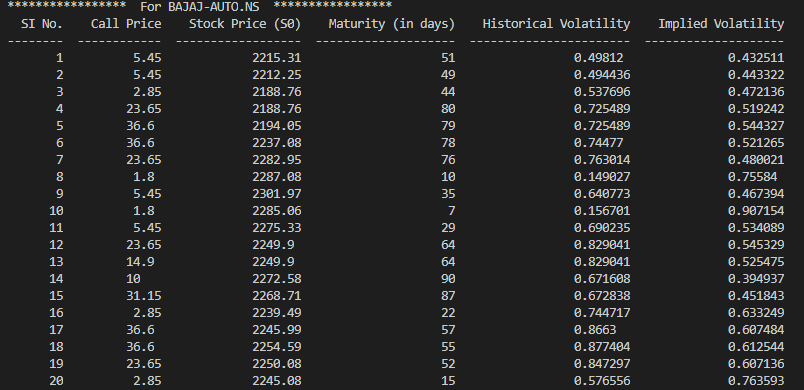 *****************  For BAJAJ-AUTO.NS  *****************
  SI No.    Call Price    Stock Price (S0)    Maturity (in days)    Historical Volatility    Implied Volatility
--------  ------------  ------------------  --------------------  -----------------------  --------------------
       1          5.45             2215.31                    51                 0.49812               0.432511
       2          5.45             2212.25                    49                 0.494436              0.443322
       3          2.85             2188.76                    44                 0.537696              0.472136
       4         23.65             2188.76                    80                 0.725489              0.519242
       5         36.6              2194.05                    79                 0.725489              0.544327
       6         36.6              2237.08                    78                 0.74477               0.521265
       7         23.65             2282.95                    76                 0.763014              0.480021
       8          1.8              2287.08                    10                 0.149027              0.75584
       9          5.45             2301.97                    35                 0.640773              0.467394
      10          1.8              2285.06                     7                 0.156701              0.907154
      11          5.45             2275.33                    29                 0.690235              0.534089
      12         23.65             2249.9                     64                 0.829041              0.545329
      13         14.9              2249.9                     64                 0.829041              0.525475
      14         10                2272.58                    90                 0.671608              0.394937
      15         31.15             2268.71                    87                 0.672838              0.451843
      16          2.85             2239.49                    22                 0.744717              0.633249
      17         36.6              2245.99                    57                 0.8663                0.607484
      18         36.6              2254.59                    55                 0.877404              0.612544
      19         23.65             2250.08                    52                 0.847297              0.607136
      20          2.85             2245.08                    15                 0.576556              0.763593